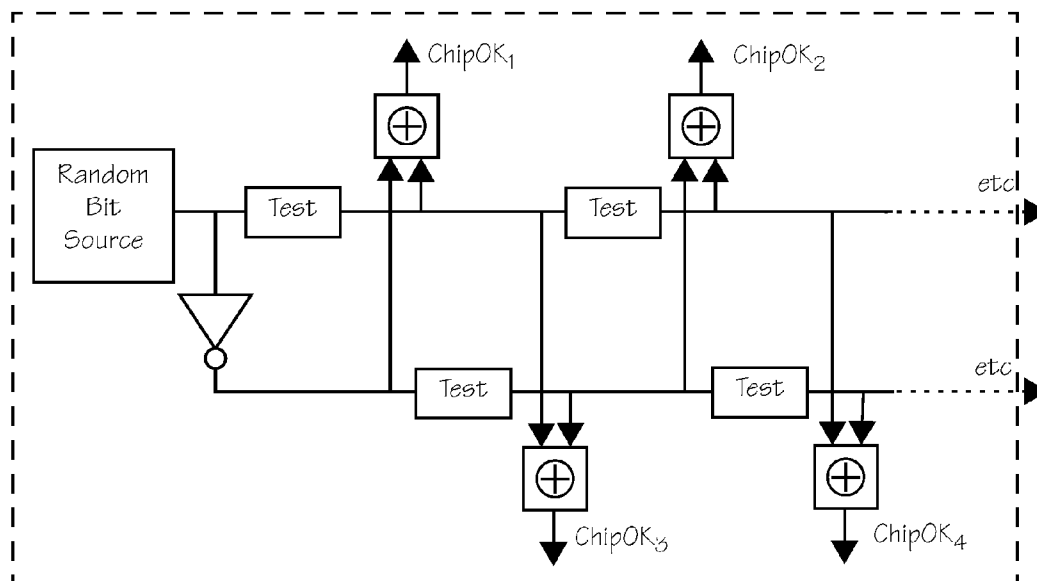 ChipOK1
ChipOK2
Random
Bit
Source
Test
Test
etc
Test
Test
etc
ChipOK3
ChipOK4